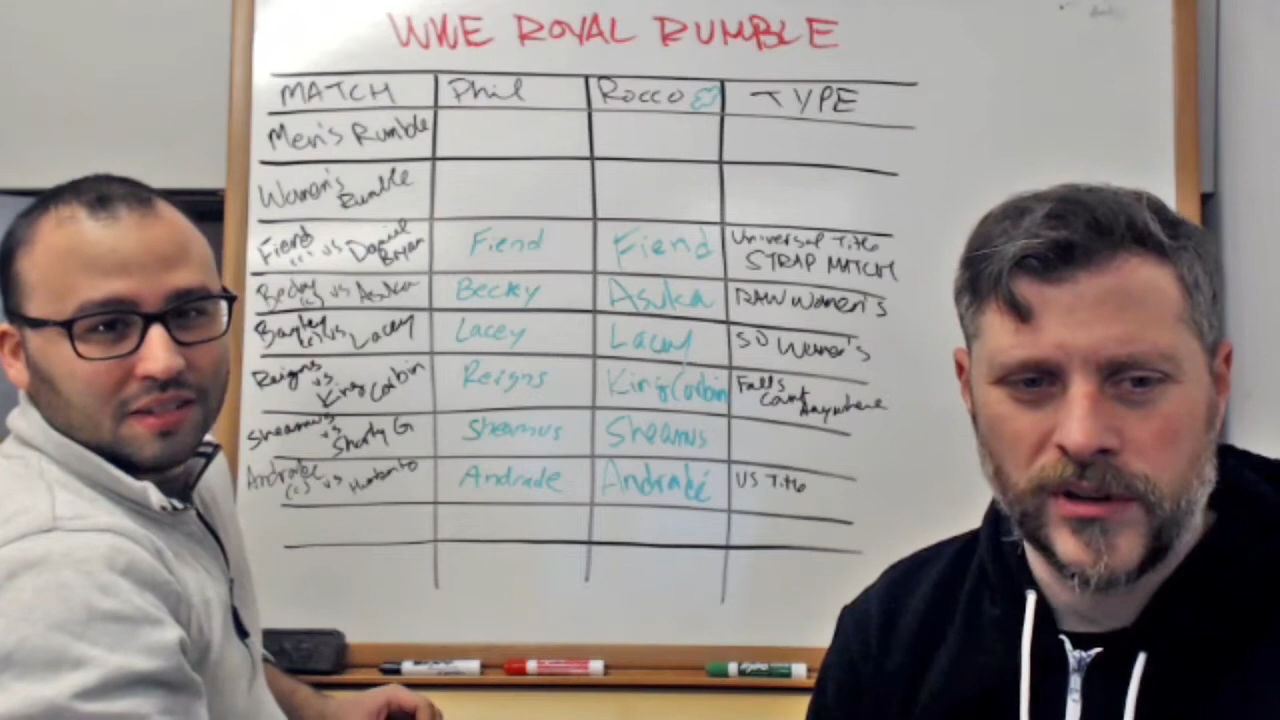 WWE ROYAL RUMBLE
MATCH Phil Rocco TYPE
Men's Rumble
Women's
Rumble
Fiend (c) vs Daniel Bryan Fiend Fiend Universal Title
STRAP MATCH
Becky (c) vs Asuka Becky Asuka RAW Women's
Bayley (c) vs Lacey Lacey Lacey SD Women's
Reigns vs King Corbin Reigns King Corbin Falls Count Anywhere
Sheamus vs Shorty G Sheamus Sheamus
Andrade (c) vs Humberto Andrade Andradé US Title
EXPO